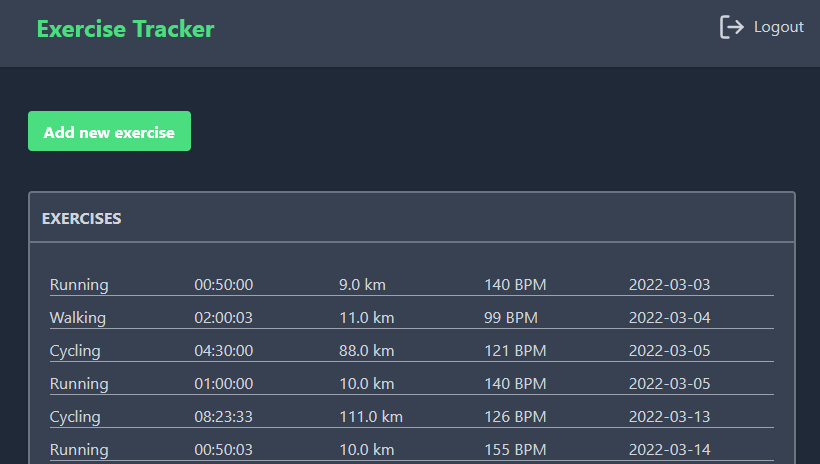 Exercise Tracker
Logout
Add new exercise
EXERCISES
Running 00:50:00 9.0 km 140 BPM 2022-03-03
Walking 02:00:03 11.0 km 99 BPM 2022-03-04
Cycling 04:30:00 88.0 km 121 BPM 2022-03-05
Running 01:00:00 10.0 km 140 BPM 2022-03-05
Cycling 08:23:33 111.0 km 126 BPM 2022-03-13
Running 00:50:03 10.0 km 155 BPM 2022-03-14